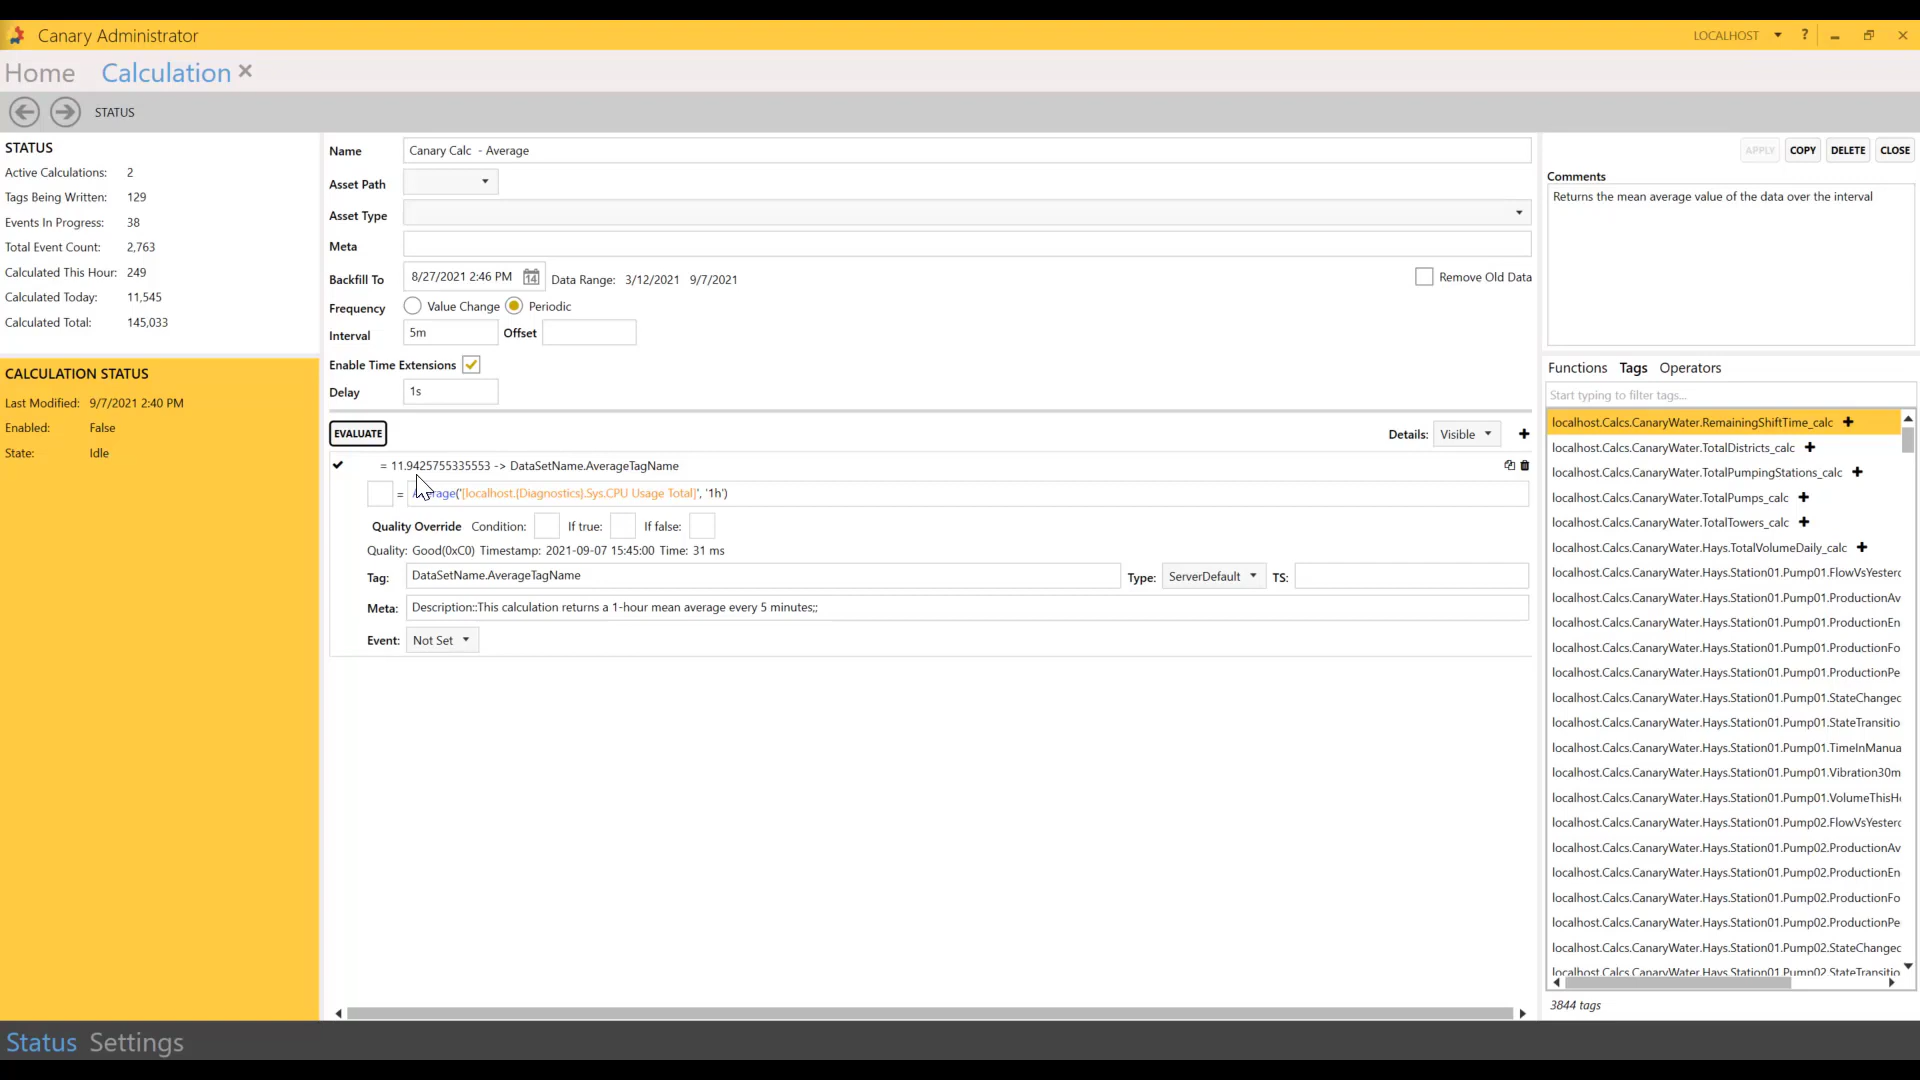 Canary Administrator
LOCALHOST
?
Home Calculation
STATUS
STATUS
Active Calculations: 2
Tags Being Written: 129
Events In Progress: 38
Total Event Count: 2,763
Calculated This Hour: 249
Calculated Today: 11,545
Calculated Total: 145,033
CALCULATION STATUS
Last Modified: 9/7/2021 2:40 PM
Enabled: False
State: Idle
Name Canary Calc - Average
Asset Path
Asset Type
Meta
Backfill To 8/27/2021 2:46 PM 14 Data Range: 3/12/2021 9/7/2021 Remove Old Data
Frequency Value Change Periodic
Interval 5m Offset
Enable Time Extensions
Delay 1s
EVALUATE Details: Visible
= 11.9425755335553 -> DataSetName.AverageTagName
= Average('[localhost.{Diagnostics}.Sys.CPU Usage Total]', '1h')
Quality Override Condition: If true: If false:
Quality: Good(0xC0) Timestamp: 2021-09-07 15:45:00 Time: 31 ms
Tag: DataSetName.AverageTagName Type: ServerDefault TS:
Meta: Description::This calculation returns a 1-hour mean average every 5 minutes;;
Event: Not Set
APPLY COPY DELETE CLOSE
Comments
Returns the mean average value of the data over the interval
Functions Tags Operators
Start typing to filter tags...
localhost.Calcs.CanaryWater.RemainingShiftTime_calc
localhost.Calcs.CanaryWater.TotalDistricts_calc
localhost.Calcs.CanaryWater.TotalPumpingStations_calc
localhost.Calcs.CanaryWater.TotalPumps_calc
localhost.Calcs.CanaryWater.TotalTowers_calc
localhost.Calcs.CanaryWater.Hays.TotalVolumeDaily_calc
localhost.Calcs.CanaryWater.Hays.Station01.Pump01.FlowVsYesterd
localhost.Calcs.CanaryWater.Hays.Station01.Pump01.ProductionAv
localhost.Calcs.CanaryWater.Hays.Station01.Pump01.ProductionEn
localhost.Calcs.CanaryWater.Hays.Station01.Pump01.ProductionFo
localhost.Calcs.CanaryWater.Hays.Station01.Pump01.ProductionPe
localhost.Calcs.CanaryWater.Hays.Station01.Pump01.StateChanged
localhost.Calcs.CanaryWater.Hays.Station01.Pump01.StateTransitio
localhost.Calcs.CanaryWater.Hays.Station01.Pump01.TimeInManua
localhost.Calcs.CanaryWater.Hays.Station01.Pump01.Vibration30m
localhost.Calcs.CanaryWater.Hays.Station01.Pump01.VolumeThisHo
localhost.Calcs.CanaryWater.Hays.Station01.Pump02.FlowVsYesterd
localhost.Calcs.CanaryWater.Hays.Station01.Pump02.ProductionAv
localhost.Calcs.CanaryWater.Hays.Station01.Pump02.ProductionEn
localhost.Calcs.CanaryWater.Hays.Station01.Pump02.ProductionFo
localhost.Calcs.CanaryWater.Hays.Station01.Pump02.ProductionPe
localhost.Calcs.CanaryWater.Hays.Station01.Pump02.StateChanged
localhost.Calcs.CanaryWater.Hays.Station01.Pump02.StateTransitio
3844 tags
Status Settings